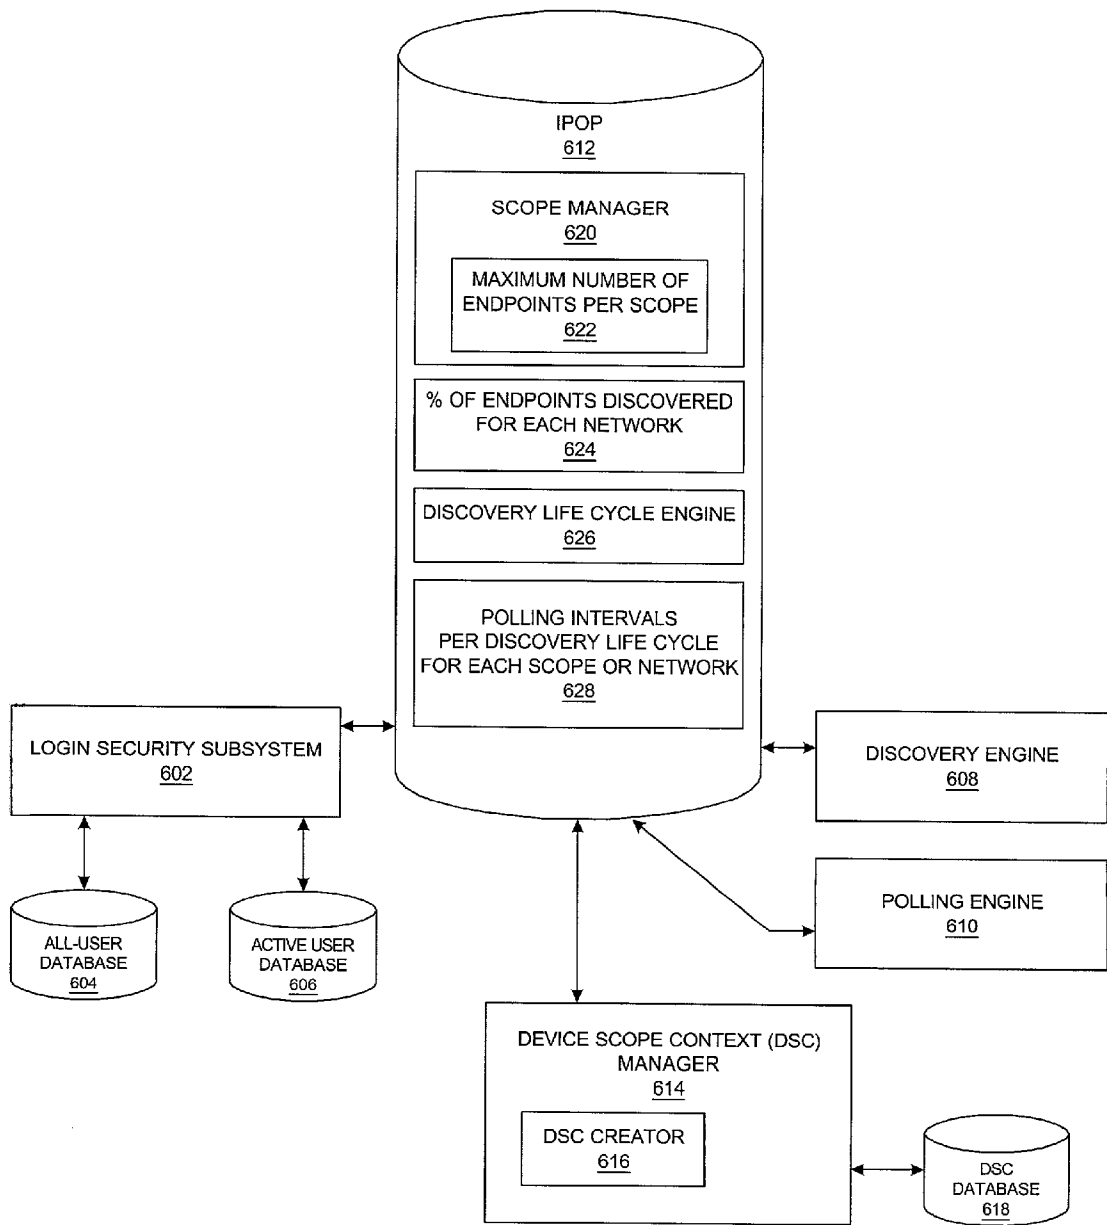 IPOP
612
SCOPE MANAGER
620
MAXIMUM NUMBER OF
ENDPOINTS PER SCOPE
622
% OF ENDPOINTS DISCOVERED
FOR EACH NETWORK
624
DISCOVERY LIFE CYCLE ENGINE
626
POLLING INTERVALS
PER DISCOVERY LIFE CYCLE
FOR EACH SCOPE OR NETWORK
628
LOGIN SECURITY SUBSYSTEM
602
DISCOVERY ENGINE
608
ALL-USER
DATABASE
604
ACTIVE USER
DATABASE
606
POLLING ENGINE
610
DEVICE SCOPE CONTEXT (DSC)
MANAGER
614
DSC CREATOR
616
DSC
DATABASE
618